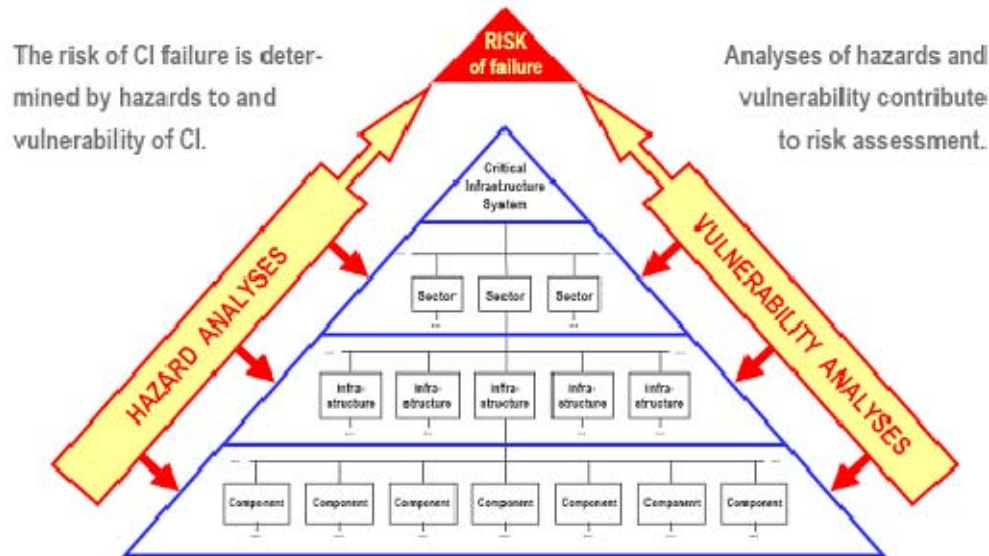 RISK
of failure
The risk of CI failure is deter-
mined by hazards to and
vulnerability of CI.
Analyses of hazards and
vulnerability contribute
to risk assessment.
Critical
Infrastructure
System
HAZARD ANALYSES
VULNERABILITY ANALYSES
Sector Sector Sector
infra- infra- infra- infra- infra-
structure structure structure structure structure
Component Component Component Component Component Component Component